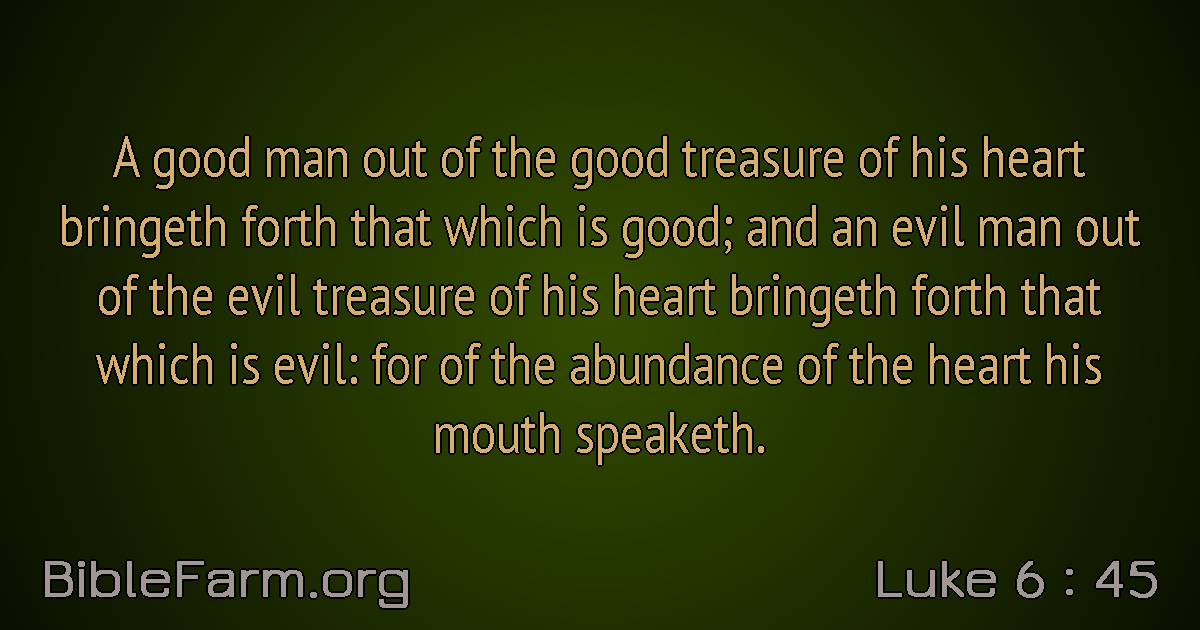 A good man out of the good treasure of his heart
bringeth forth that which is good; and an evil man out
of the evil treasure of his heart bringeth forth that
which is evil: for of the abundance of the heart his
mouth speaketh.
BibleFarm.org
Luke 6 : 45